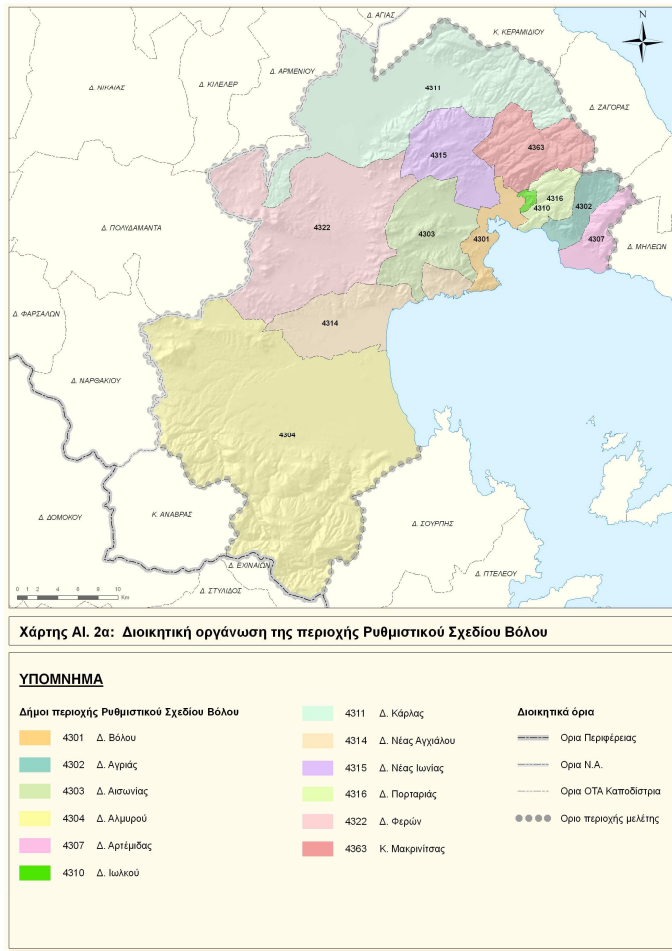 Δ. ΑΓΙΑΣ
Κ. ΚΕΡΑΜΙΔΙΟΥ
N
Δ. ΝΙΚΑΙΑΣ
Δ. ΚΙΛΕΛΕΡ
Δ. ΑΡΜΕΝΙΟΥ
4311
Δ. ΖΑΓΟΡΑΣ
4315
4363
4316
4310
4302
4322
4303
4301
4307
Δ. ΠΟΛΥΔΑΜΑΝΤΑ
Δ. ΜΗΛΕΩΝ
Δ. ΦΑΡΣΑΛΩΝ
4314
Δ. ΝΑΡΘΑΚΙΟΥ
4304
Δ. ΔΟΜΟΚΟΥ
Κ. ΑΝΑΒΡΑΣ
Δ. ΣΟΥΡΠΗΣ
Δ. ΕΧΙΝΑΙΩΝ
Δ. ΠΤΕΛΕΟΥ
Δ. ΣΤΥΛΙΔΟΣ
0 1 2 4 6 8 10
Km
Χάρτης ΑΙ. 2α: Διοικητική οργάνωση της περιοχής Ρυθμιστικού Σχεδίου Βόλου
ΥΠΟΜΝΗΜΑ
Δήμοι περιοχής Ρυθμιστικού Σχεδίου Βόλου
4301 Δ. Βόλου
4302 Δ. Αγριάς
4303 Δ. Αισωνίας
4304 Δ. Αλμυρού
4307 Δ. Αρτέμιδας
4310 Δ. Ιωλκού
4311 Δ. Κάρλας
4314 Δ. Νέας Αγχιάλου
4315 Δ. Νέας Ιωνίας
4316 Δ. Πορταριάς
4322 Δ. Φερών
4363 Κ. Μακρινίτσας
Διοικητικά όρια
Ορια Περιφέρειας
Ορια Ν.Α.
Ορια ΟΤΑ Καποδίστρια
Οριο περιοχής μελέτης